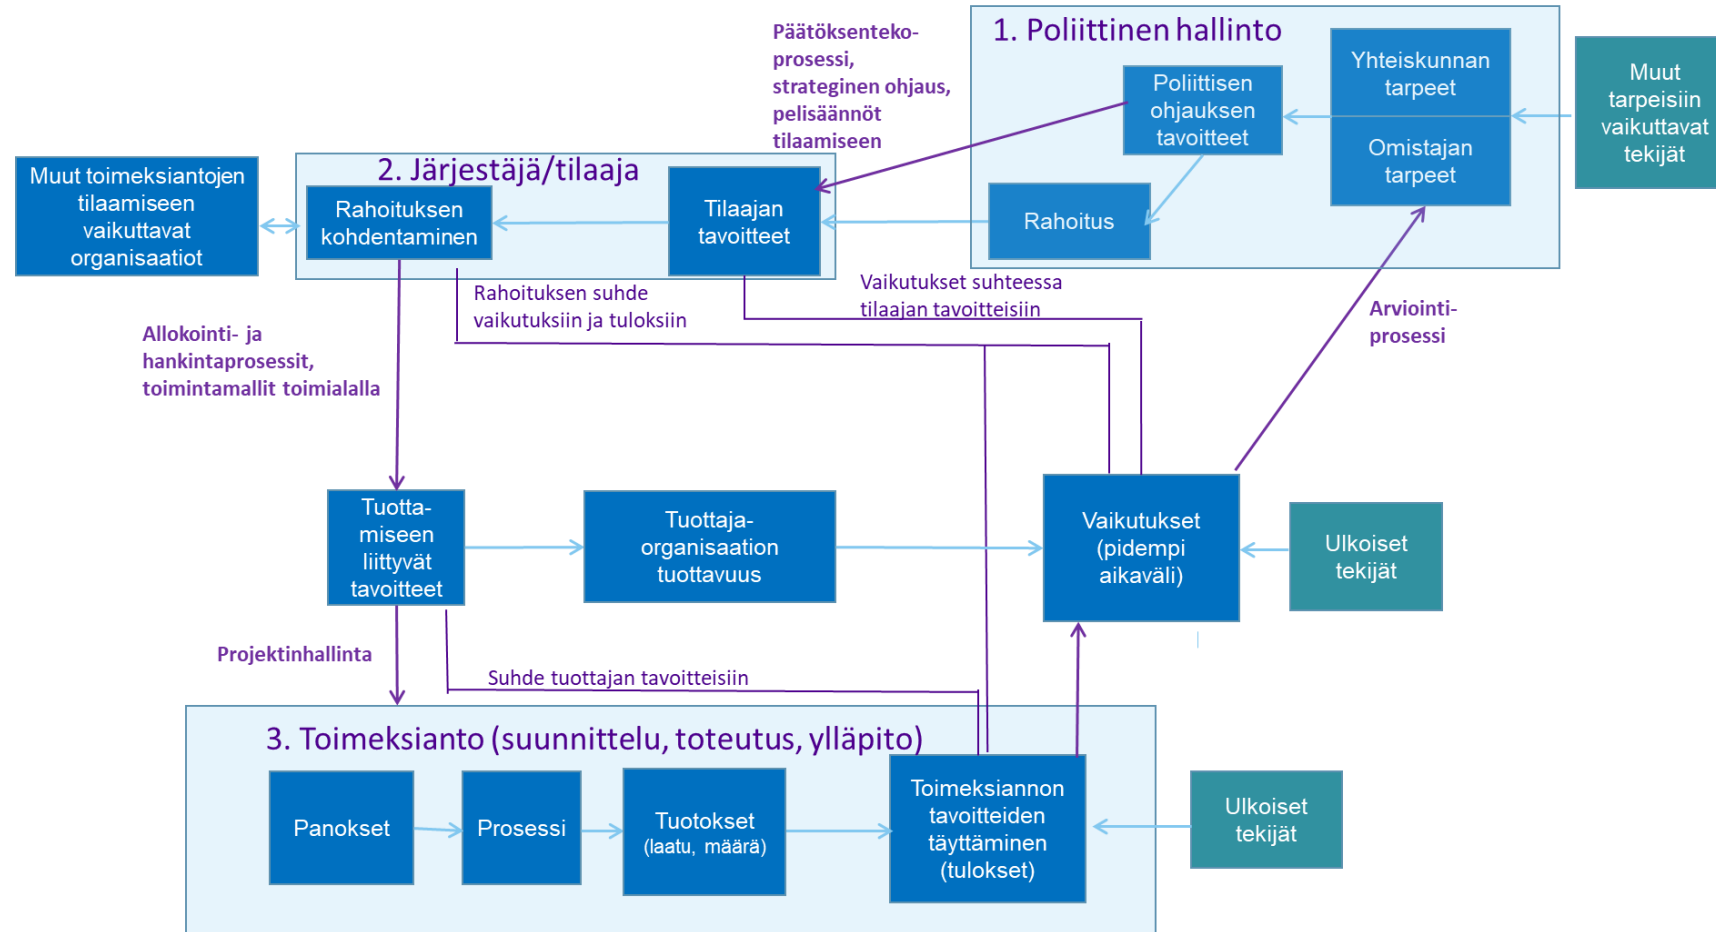 Päätöksenteko-
prosessi,
strateginen ohjaus,
pelisäännöt
tilaamiseen
1. Poliittinen hallinto
Poliittisen
ohjauksen
tavoitteet
Yhteiskunnan
tarpeet
Omistajan
tarpeet
Rahoitus
Muut
tarpeisiin
vaikuttavat
tekijät
Muut toimeksiantojen
tilaamiseen
vaikuttavat
organisaatiot
2. Järjestäjä/tilaaja
Rahoituksen
kohdentaminen
Tilaajan
tavoitteet
Rahoituksen suhde
vaikutuksiin ja tuloksiin
Vaikutukset suhteessa
tilaajan tavoitteisiin
Arviointi-
prosessi
Allokointi- ja
hankintaprosessit,
toimintamallit toimialalla
Tuotta-
miseen
liittyvät
tavoitteet
Tuottaja-
organisaation
tuottavuus
Vaikutukset
(pidempi
aikaväli)
Ulkoiset
tekijät
Projektinhallinta
Suhde tuottajan tavoitteisiin
3. Toimeksianto (suunnittelu, toteutus, ylläpito)
Panokset
Prosessi
Tuotokset
(laatu, määrä)
Toimeksiannon
tavoitteiden
täyttäminen
(tulokset)
Ulkoiset
tekijät